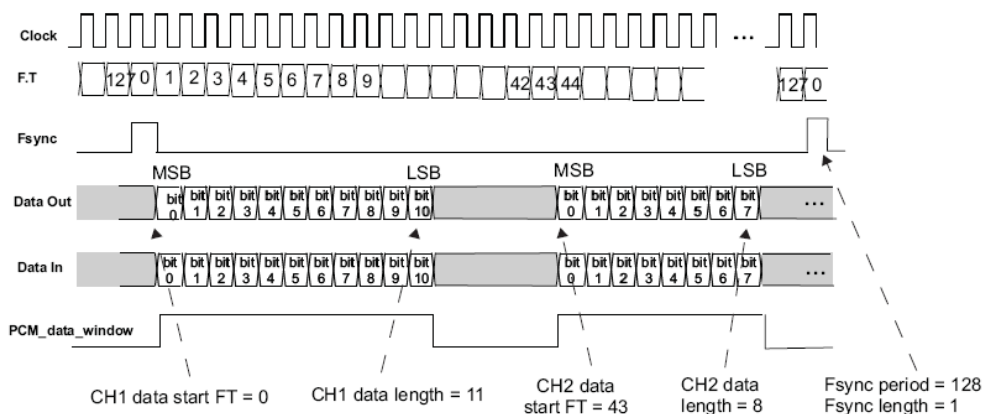 Clock ...
F.T 127 0 1 2 3 4 5 6 7 8 9 42 43 44 127 0
Fsync
MSB LSB MSB LSB
Data Out bit 0 bit 1 bit 2 bit 3 bit 4 bit 5 bit 6 bit 7 bit 8 bit 9 bit 10 bit 0 bit 1 bit 2 bit 3 bit 4 bit 5 bit 6 bit 7 ...
Data In bit 0 bit 1 bit 2 bit 3 bit 4 bit 5 bit 6 bit 7 bit 8 bit 9 bit 10 bit 0 bit 1 bit 2 bit 3 bit 4 bit 5 bit 6 bit 7 ...
PCM_data_window
CH1 data start FT = 0
CH1 data length = 11
CH2 data
start FT = 43
CH2 data
length = 8
Fsync period = 128
Fsync length = 1